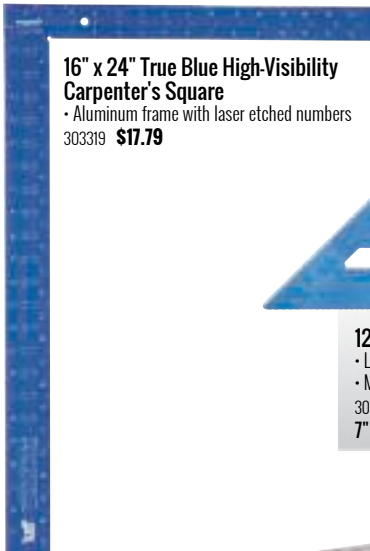 16" x 24" True Blue High-Visibility
Carpenter's Square
• Aluminum frame with laser etched numbers
303319 $17.79
12
• L
• M
30
7"